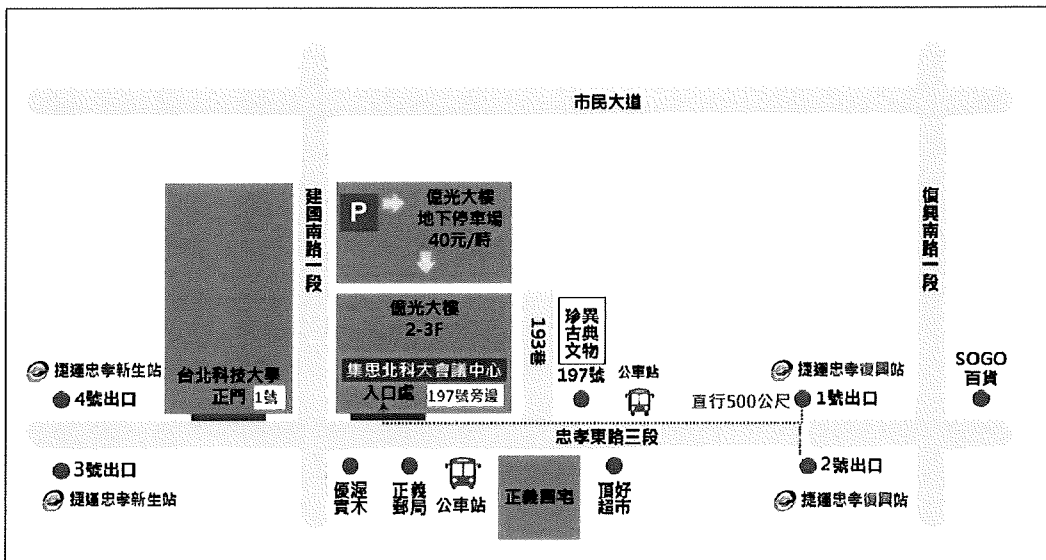 市民大道
建國南路一段
P
億光大樓
地下停車場
40元/時
復興南路一段
億光大樓
2-3F
集思北科大會議中心
入口處
197號旁邊
193巷
珍異
古典
文物
197號
公車站
捷運忠孝新生站
4號出口
台北科技大學
正門
1號
捷運忠孝復興站
直行500公尺
1號出口
SOGO
百貨
忠孝東路三段
3號出口
捷運忠孝新生站
優渥
實木
正義
郵局
公車站
正義國宅
頂好
超市
2號出口
捷運忠孝復興站